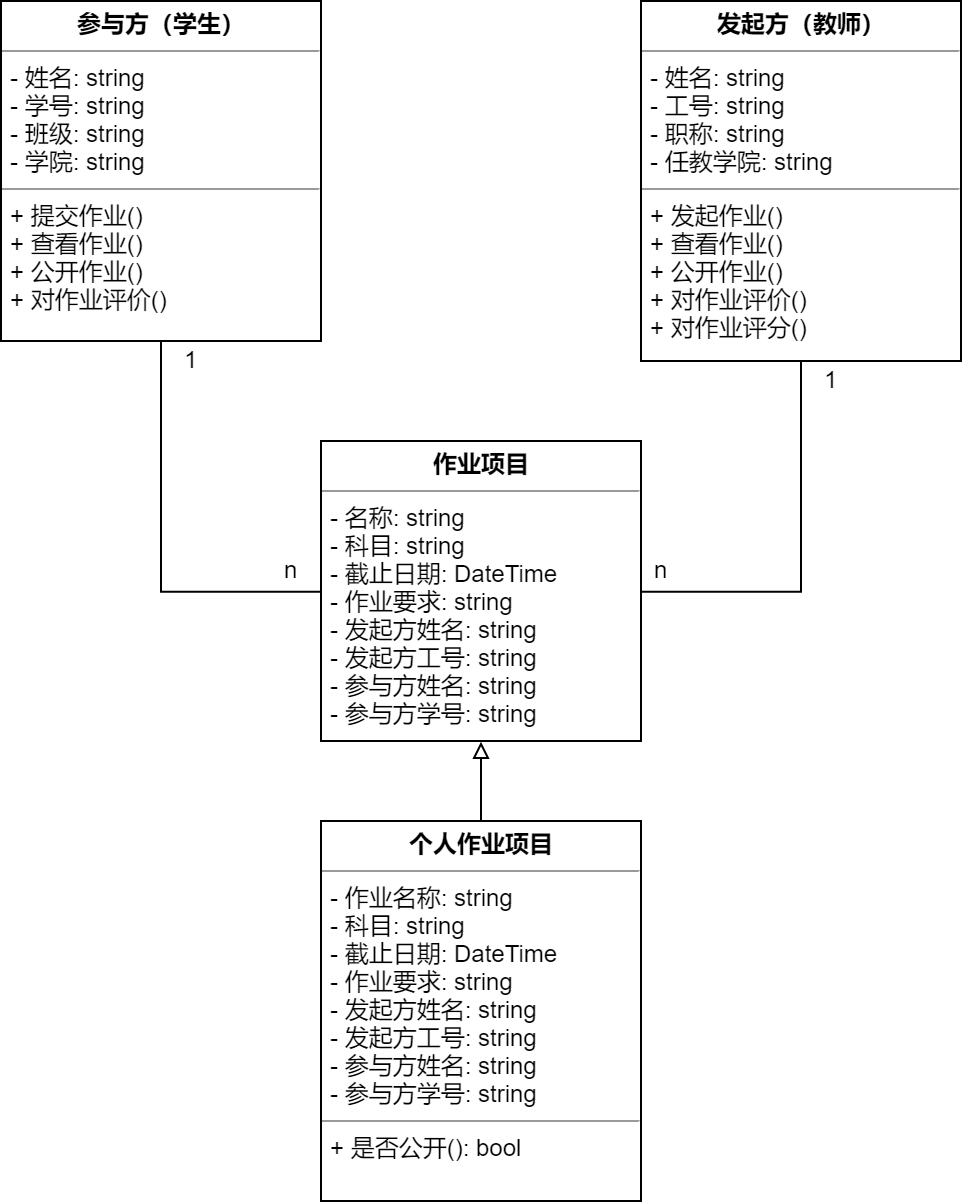 参与方（学生）
- 姓名: string
- 学号: string
- 班级: string
- 学院: string
+ 提交作业()
+ 查看作业()
+ 公开作业()
+ 对作业评价()
1
发起方（教师）
- 姓名: string
- 工号: string
- 职称: string
- 任教学院: string
+ 发起作业()
+ 查看作业()
+ 公开作业()
+ 对作业评价()
+ 对作业评分()
1
n
作业项目
- 名称: string
- 科目: string
- 截止日期: DateTime
- 作业要求: string
- 发起方姓名: string
- 发起方工号: string
- 参与方姓名: string
- 参与方学号: string
n
个人作业项目
- 作业名称: string
- 科目: string
- 截止日期: DateTime
- 作业要求: string
- 发起方姓名: string
- 发起方工号: string
- 参与方姓名: string
- 参与方学号: string
+ 是否公开(): bool